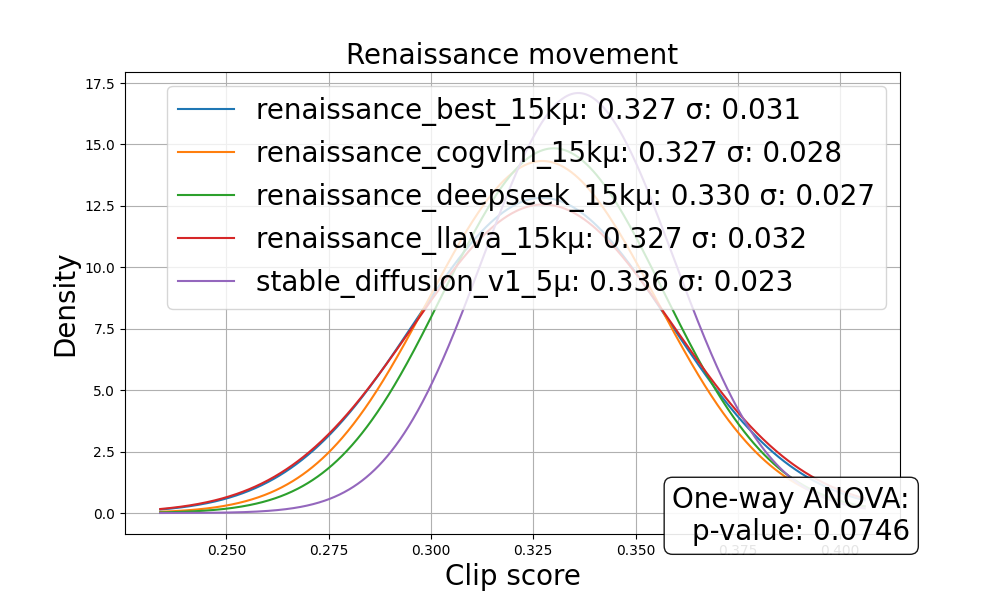 Renaissance movement
17.5
15.0
12.5
10.0
7.5
5.0
2.5
0.0
Density
renaissance_best_15kμ: 0.327 σ: 0.031
renaissance_cogvlm_15kμ: 0.327 σ: 0.028
renaissance_deepseek_15kμ: 0.330 σ: 0.027
renaissance_llava_15kμ: 0.327 σ: 0.032
stable_diffusion_v1_5μ: 0.336 σ: 0.023
One-way ANOVA:
p-value: 0.0746
0.250 0.275 0.300 0.325 0.350 0.375 0.400
Clip score